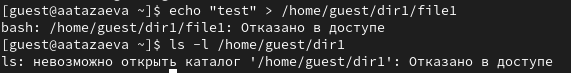 [guest@aatazaeva ~]$ echo "test" > /home/guest/dir1/file1
bash: /home/guest/dir1/file1: Отказано в доступе
[guest@aatazaeva ~]$ ls -l /home/guest/dir1
ls: невозможно открыть каталог '/home/guest/dir1': Отказано в доступе